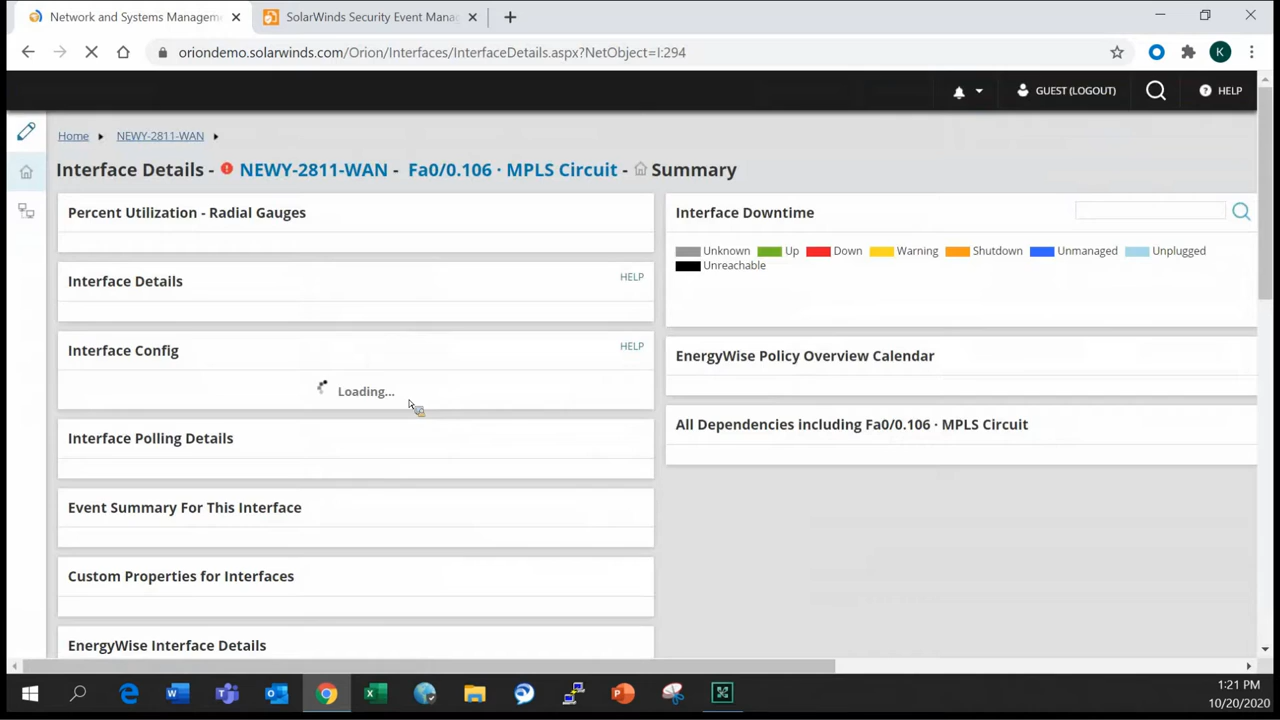 Network and Systems Managemen
SolarWinds Security Event Mana
oriondemo.solarwinds.com/Orion/Interfaces/InterfaceDetails.aspx?NetObject=I:294
K
GUEST (LOGOUT)
HELP
Home
NEWY-2811-WAN
Interface Details - NEWY-2811-WAN - Fa0/0.106 · MPLS Circuit - Summary
Percent Utilization - Radial Gauges
Interface Details
HELP
Interface Config
HELP
Loading...
Interface Polling Details
Event Summary For This Interface
Custom Properties for Interfaces
EnergyWise Interface Details
Interface Downtime
Unknown Up Down Warning Shutdown Unmanaged Unplugged
Unreachable
EnergyWise Policy Overview Calendar
All Dependencies including Fa0/0.106 · MPLS Circuit
1:21 PM
10/20/2020